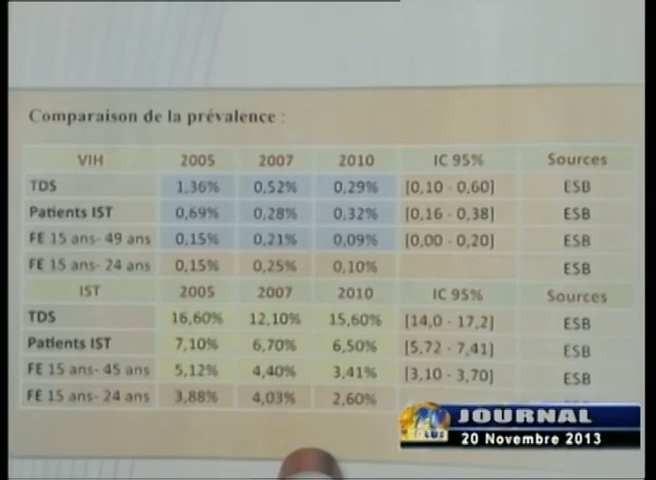 Comparaison de la prévalence :
VIH 2005 2007 2010 IC 95% Sources
TDS 1,36% 0,52% 0,29% [0,10 - 0,60] ESB
Patients IST 0,69% 0,28% 0,32% [0,16 - 0,38] ESB
FE 15 ans- 49 ans 0,15% 0,21% 0,09% [0,00 - 0,20] ESB
FE 15 ans- 24 ans 0,15% 0,25% 0,10% ESB
IST 2005 2007 2010 IC 95% Sources
TDS 16,60% 12,10% 15,60% [14,0 - 17,2] ESB
Patients IST 7,10% 6,70% 6,50% [5,72 - 7,41] ESB
FE 15 ans- 45 ans 5,12% 4,40% 3,41% [3,10 - 3,70] ESB
FE 15 ans- 24 ans 3,88% 4,03% 2,60%
JOURNAL
20 Novembre 2013